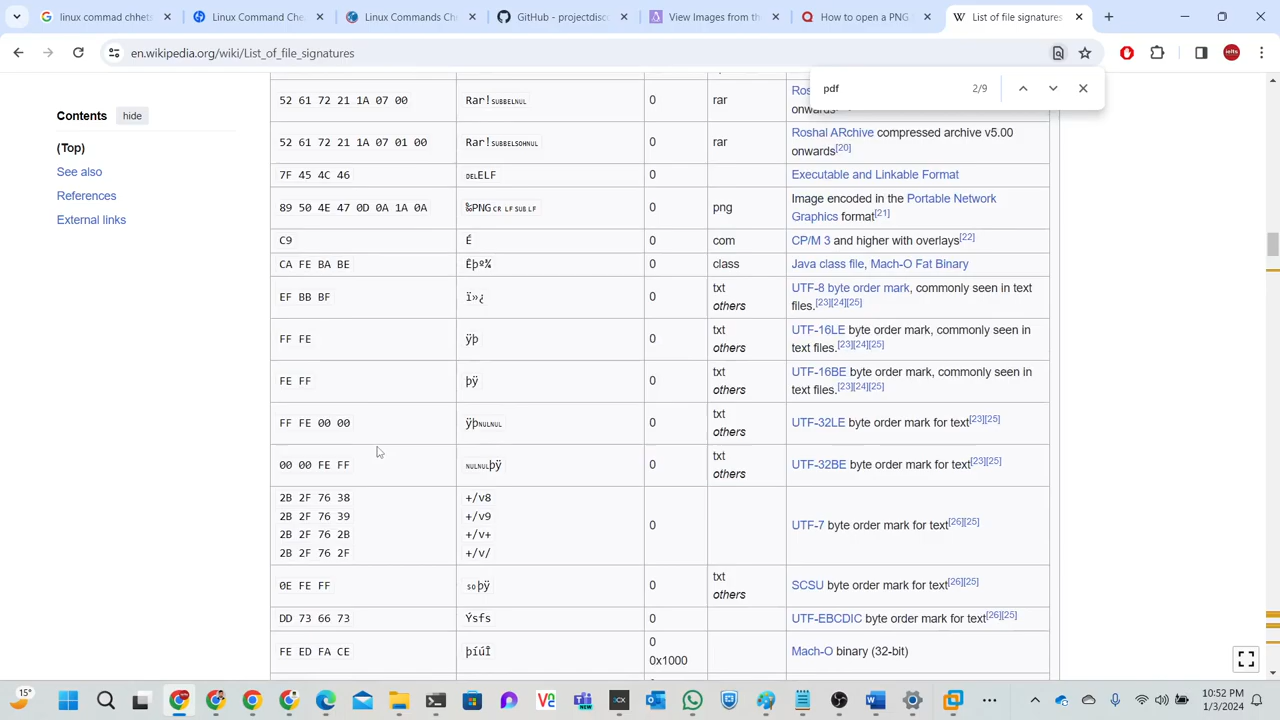 linux command chhets
Linux Command Che.
Linux Commands Ch
GitHub - projectdisc
View Images from th
How to open a PNG
List of file signatures
en.wikipedia.org/wiki/List_of_file_signatures
pdf
2/9
Contents
hide
(Top)
See also
References
External links
52 61 72 21 1A 07 00
Rar!SUBBELNUL
0
rar
Ros
onwards
52 61 72 21 1A 07 01 00
Rar!SUBBELSOHNUL
0
rar
Roshal ARchive compressed archive v5.00
onwards[20]
7F 45 4C 46
DELELF
0
Executable and Linkable Format
89 50 4E 47 0D 0A 1A 0A
‰PNGCR LF SUB LF
0
png
Image encoded in the Portable Network
Graphics format[21]
C9
É
0
com
CP/M 3 and higher with overlays[22]
CA FE BA BE
Êþº¾
0
class
Java class file, Mach-O Fat Binary
EF BB BF
ï»¿
0
txt
others
UTF-8 byte order mark, commonly seen in text
files.[23][24][25]
FF FE
ÿþ
0
txt
others
UTF-16LE byte order mark, commonly seen in
text files.[23][24][25]
FE FF
þÿ
0
txt
others
UTF-16BE byte order mark, commonly seen in
text files.[23][24][25]
FF FE 00 00
ÿþNULNUL
0
txt
others
UTF-32LE byte order mark for text[23][25]
00 00 FE FF
NULNULþÿ
0
txt
others
UTF-32BE byte order mark for text[23][25]
2B 2F 76 38
2B 2F 76 39
2B 2F 76 2B
2B 2F 76 2F
+/v8
+/v9
+/v+
+/v/
0
UTF-7 byte order mark for text[26][25]
0E FE FF
SOþÿ
0
txt
others
SCSU byte order mark for text[26][25]
DD 73 66 73
Ýsfs
0
UTF-EBCDIC byte order mark for text[26][25]
FE ED FA CE
þíúÎ
0
0x1000
Mach-O binary (32-bit)
15°
10:52 PM
1/3/2024